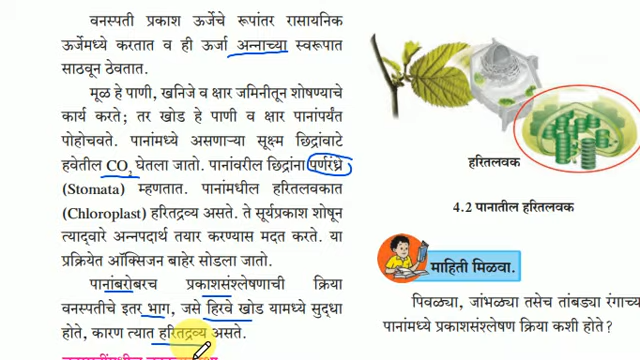 वनस्पती प्रकाश ऊर्जेचे रूपांतर रासायनिक
ऊर्जेमध्ये करतात व ही ऊर्जा अन्नाच्या स्वरूपात
साठवून ठेवतात.
मूळ हे पाणी, खनिजे व क्षार जमिनीतून शोषण्याचे
कार्य करते; तर खोड हे पाणी व क्षार पानांपर्यंत
पोहोचवते. पानांमध्ये असणाऱ्या सूक्ष्म छिद्रांवाटे
हवेतील CO₂ घेतला जातो. पानांवरील छिद्रांना पर्णरंध्रे
(Stomata) म्हणतात. पानांमधील हरितलवकात
(Chloroplast) हरितद्रव्य असते. ते सूर्यप्रकाश शोषून
त्याद्वारे अन्नपदार्थ तयार करण्यास मदत करते. या
प्रक्रियेत ऑक्सिजन बाहेर सोडला जातो.
पानांबरोबरच प्रकाशसंश्लेषणाची क्रिया
वनस्पतीचे इतर भाग, जसे हिरवे खोड यामध्ये सुद्धा
होते, कारण त्यात हरितद्रव्य असते.
हरितलवक
4.2 पानातील हरितलवक
माहिती मिळवा.
पिवळ्या, जांभळ्या तसेच तांबड्या रंगाच्या
पानांमध्ये प्रकाशसंश्लेषण क्रिया कशी होते?